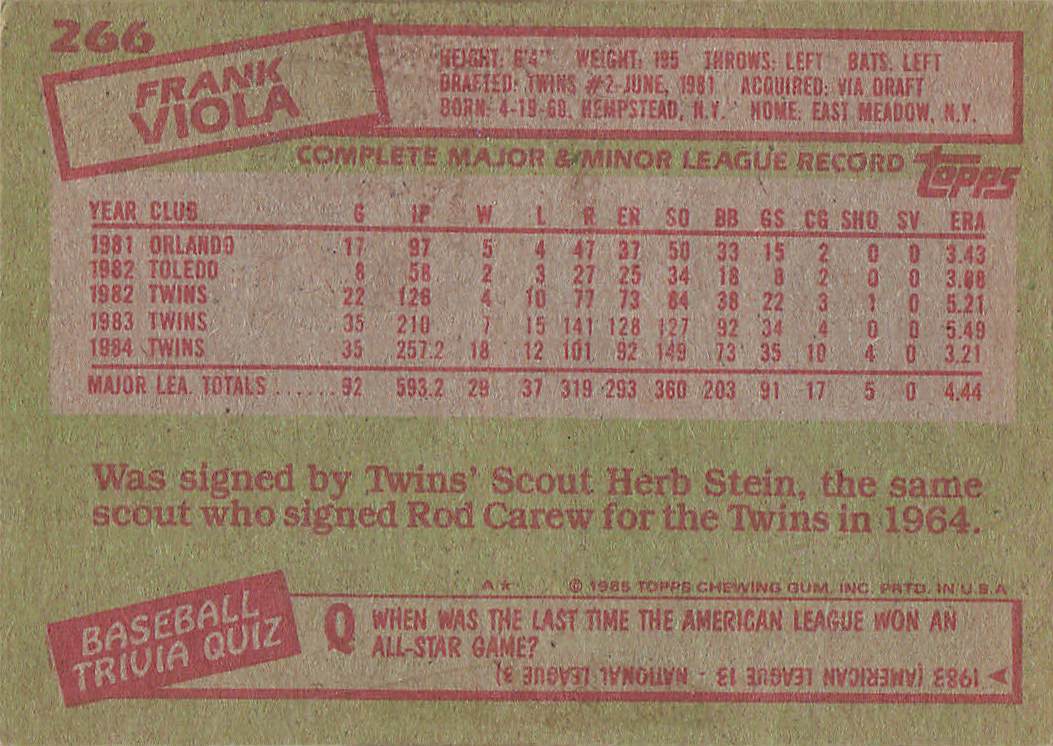 266
FRANK
VIOLA
HEIGHT: 6'4" WEIGHT: 195 THROWS: LEFT BATS: LEFT
DRAFTED: TWINS #2-JUNE, 1981 ACQUIRED: VIA DRAFT
BORN: 4-19-60, HEMPSTEAD, N.Y. HOME: EAST MEADOW, N.Y.
COMPLETE MAJOR & MINOR LEAGUE RECORD
topps
YEAR CLUB G IP W L R ER SO BB GS CG SHO SV ERA
1981 ORLANDO 17 97 5 4 47 37 50 33 15 2 0 0 3.43
1982 TOLEDO 8 58 2 3 27 25 34 18 8 2 0 0 3.88
1982 TWINS 22 126 4 10 77 73 84 38 22 3 1 0 5.21
1983 TWINS 35 210 7 15 141 128 127 92 34 4 0 0 5.49
1984 TWINS 35 257.2 18 12 101 92 149 73 35 10 4 0 3.21
MAJOR LEA. TOTALS ...... 92 593.2 29 37 319 293 360 203 91 17 5 0 4.44
Was signed by Twins' Scout Herb Stein, the same
scout who signed Rod Carew for the Twins in 1964.
A* © 1985 TOPPS CHEWING GUM, INC. PRTD. IN U.S.A
BASEBALL
TRIVIA QUIZ
Q WHEN WAS THE LAST TIME THE AMERICAN LEAGUE WON AN
ALL-STAR GAME?
1983 (AMERICAN LEAGUE 13 - NATIONAL LEAGUE 3)